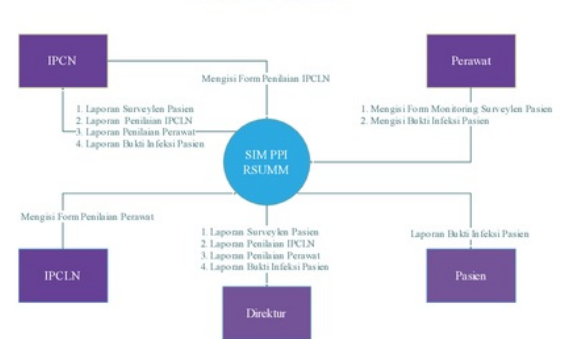 IPCN
Perawat
Mengisi Form Penilaian IPCLN
1. Laporan Surveylen Pasien
2. Laporan Penilaian IPCLN
3. Laporan Penilaian Perawat
4. Laporan Bukti Infeksi Pasien
1. Mengisi Form Monitoring Surveylen Pasien
2. Mengisi Bukti Infeksi Pasien
SIM PPI
RSUMM
Mengisi Form Penilaian Perawat
1. Laporan Surveylen Pasien
2. Laporan Penilaian IPCLN
3. Laporan Penilaian Perawat
4. Laporan Bukti Infeksi Pasien
Laporan Bukti Infeksi Pasien
IPCLN
Pasien
Direktur